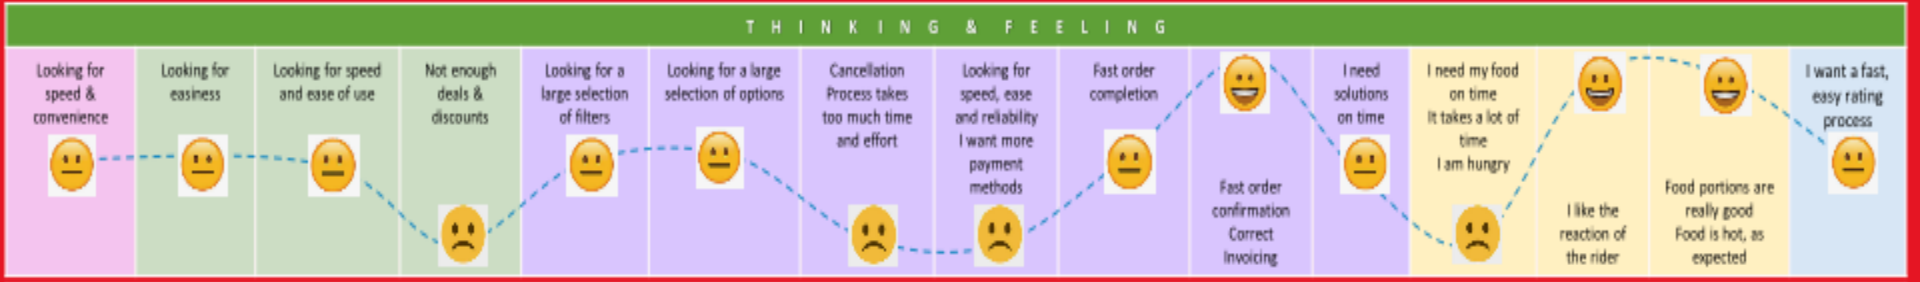 THINKING & FEELING
Looking for
speed &
convenience
Looking for
easiness
Looking for speed
and ease of use
Not enough
deals &
discounts
Looking for a
large selection
of filters
Looking for a large
selection of options
Cancellation
Process takes
too much time
and effort
Looking for
speed, ease
and reliability
I want more
payment
methods
Fast order
completion
Fast order
confirmation
Correct
Invoicing
I need
solutions
on time
I need my food
on time
It takes a lot of
time
I am hungry
I like the
reaction of
the rider
Food portions are
really good
Food is hot, as
expected
I want a fast,
easy rating
process